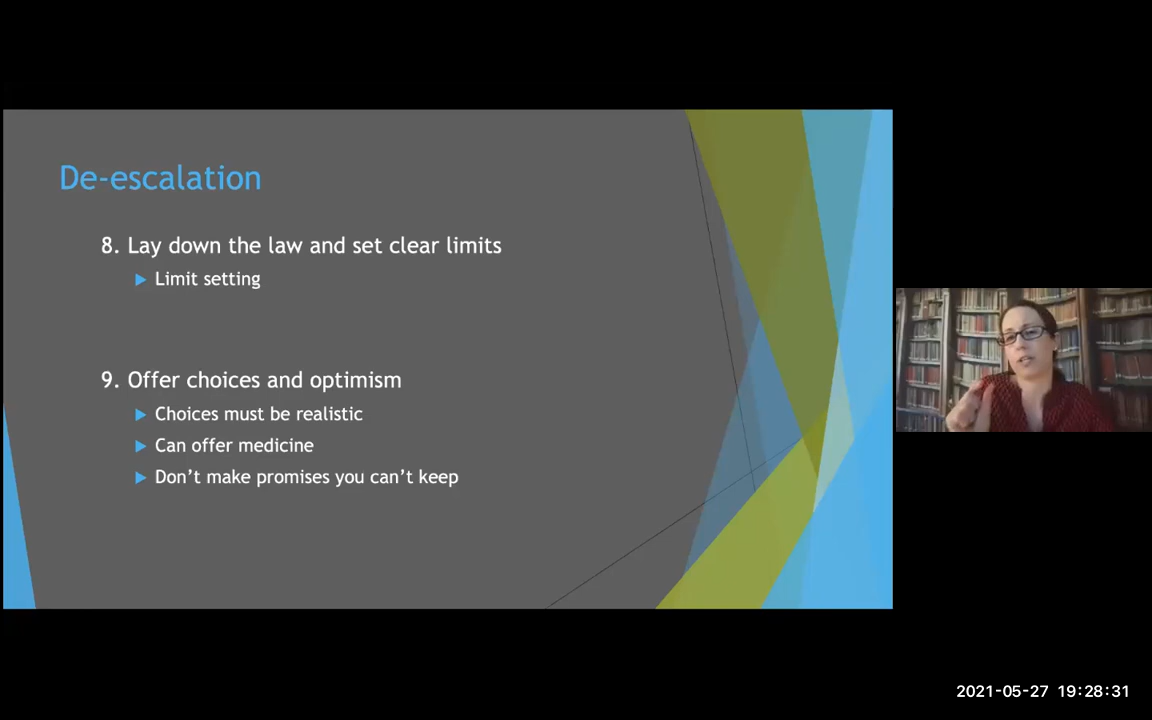 De-escalation
8. Lay down the law and set clear limits
Limit setting
9. Offer choices and optimism
Choices must be realistic
Can offer medicine
Don't make promises you can't keep
2021-05-27 19:28:31